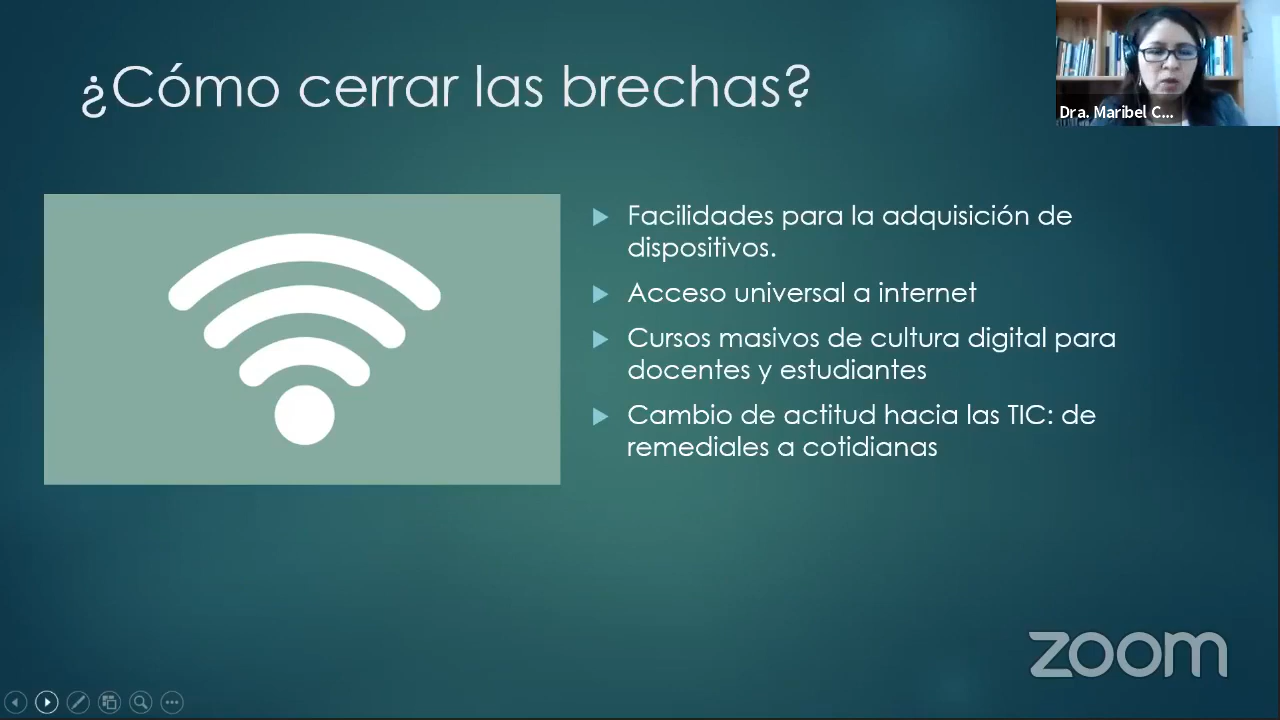 ¿Cómo cerrar las brechas?
Dra. Maribel C...
Facilidades para la adquisición de
dispositivos.
Acceso universal a internet
Cursos masivos de cultura digital para
docentes y estudiantes
Cambio de actitud hacia las TIC: de
remediales a cotidianas
zoom